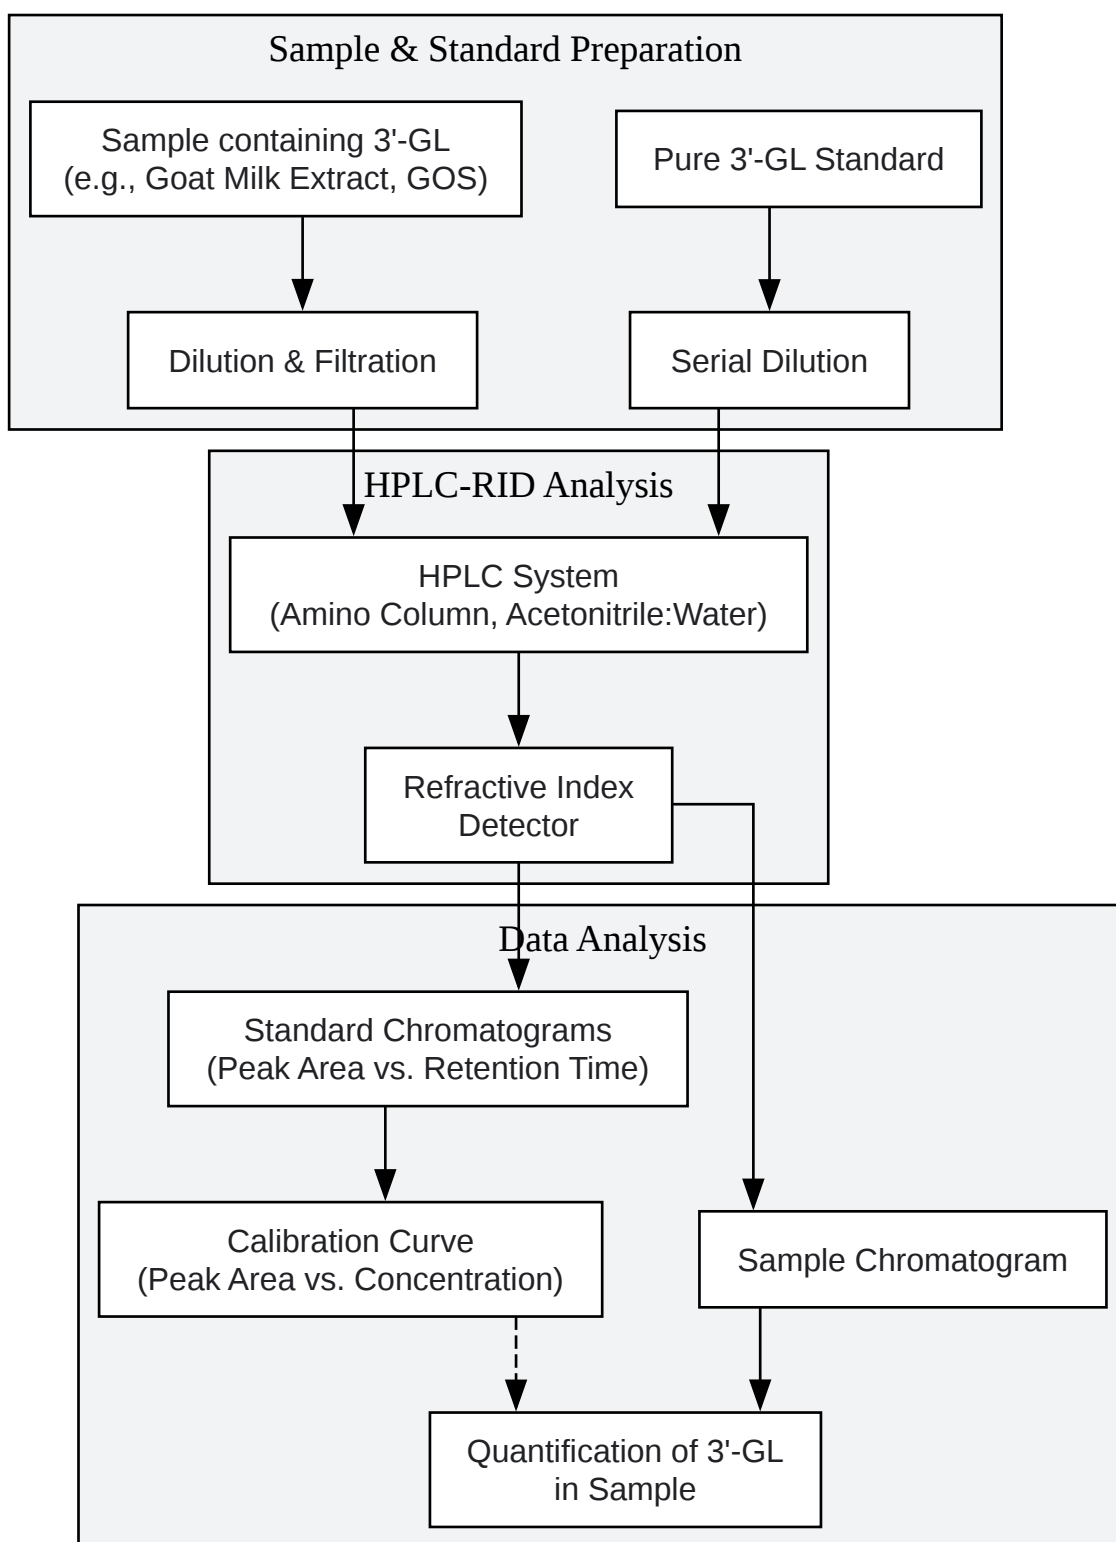 Sample & Standard Preparation
Sample containing 3'-GL
(e.g., Goat Milk Extract, GOS)
Pure 3'-GL Standard
Dilution & Filtration
Serial Dilution
HPLC-RID Analysis
HPLC System
(Amino Column, Acetonitrile:Water)
Refractive Index
Detector
Data Analysis
Standard Chromatograms
(Peak Area vs. Retention Time)
Calibration Curve
(Peak Area vs. Concentration)
Sample Chromatogram
Quantification of 3'-GL
in Sample